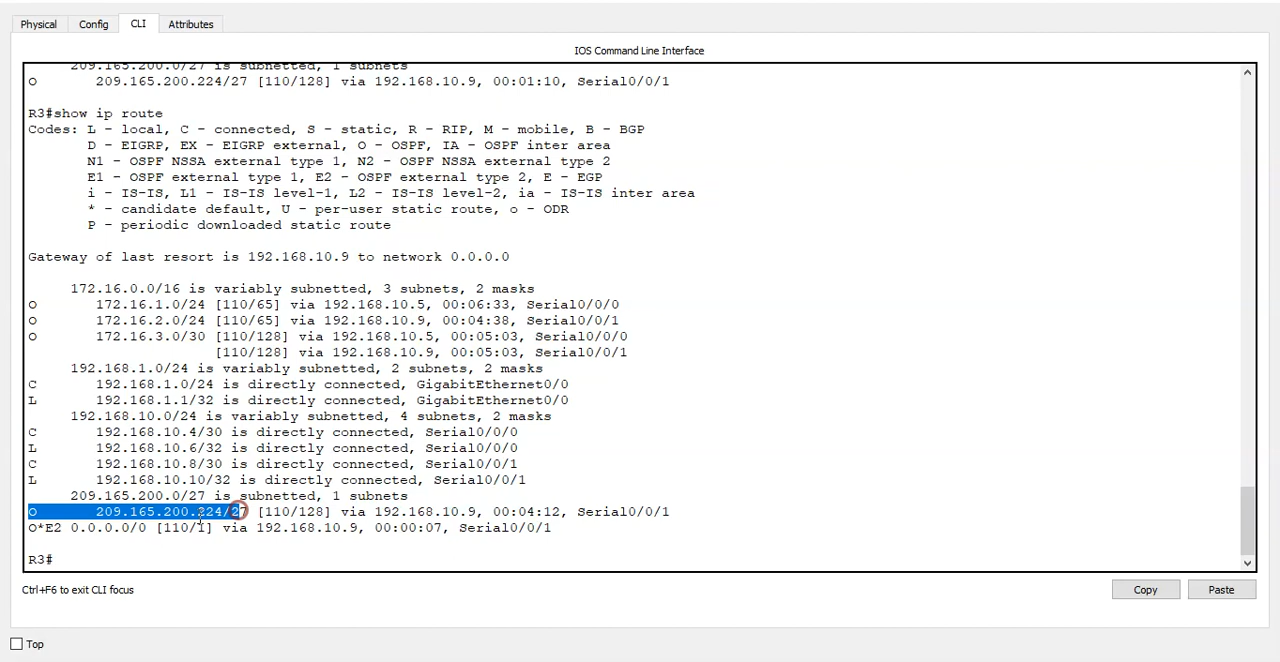 Physical Config CLI Attributes
IOS Command Line Interface
209.165.200.0/27 is subnetted, 1 subnets
O 209.165.200.224/27 [110/128] via 192.168.10.9, 00:01:10, Serial0/0/1
R3#show ip route
Codes: L - local, C - connected, S - static, R - RIP, M - mobile, B - BGP
D - EIGRP, EX - EIGRP external, O - OSPF, IA - OSPF inter area
N1 - OSPF NSSA external type 1, N2 - OSPF NSSA external type 2
E1 - OSPF external type 1, E2 - OSPF external type 2, E - EGP
i - IS-IS, L1 - IS-IS level-1, L2 - IS-IS level-2, ia - IS-IS inter area
* - candidate default, U - per-user static route, o - ODR
P - periodic downloaded static route
Gateway of last resort is 192.168.10.9 to network 0.0.0.0
172.16.0.0/16 is variably subnetted, 3 subnets, 2 masks
O 172.16.1.0/24 [110/65] via 192.168.10.5, 00:06:33, Serial0/0/0
O 172.16.2.0/24 [110/65] via 192.168.10.9, 00:04:38, Serial0/0/1
O 172.16.3.0/30 [110/128] via 192.168.10.5, 00:05:03, Serial0/0/0
[110/128] via 192.168.10.9, 00:05:03, Serial0/0/1
192.168.1.0/24 is variably subnetted, 2 subnets, 2 masks
C 192.168.1.0/24 is directly connected, GigabitEthernet0/0
L 192.168.1.1/32 is directly connected, GigabitEthernet0/0
192.168.10.0/24 is variably subnetted, 4 subnets, 2 masks
C 192.168.10.4/30 is directly connected, Serial0/0/0
L 192.168.10.6/32 is directly connected, Serial0/0/0
C 192.168.10.8/30 is directly connected, Serial0/0/1
L 192.168.10.10/32 is directly connected, Serial0/0/1
209.165.200.0/27 is subnetted, 1 subnets
O 209.165.200.224/27 [110/128] via 192.168.10.9, 00:04:12, Serial0/0/1
O*E2 0.0.0.0/0 [110/1] via 192.168.10.9, 00:00:07, Serial0/0/1
R3#
Ctrl+F6 to exit CLI focus
Copy Paste
Top